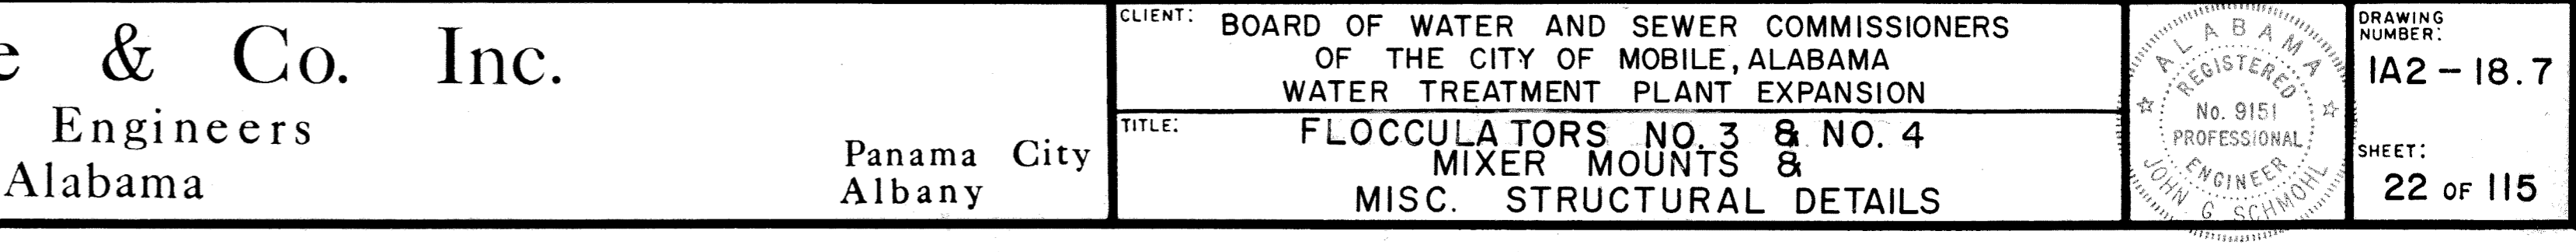 & Co. Inc.
Engineers
Alabama
Panama City
Albany
CLIENT:
BOARD OF WATER AND SEWER COMMISSIONERS
OF THE CITY OF MOBILE, ALABAMA
WATER TREATMENT PLANT EXPANSION
TITLE:
FLOCCULATORS NO. 3 & NO. 4
MIXER MOUNTS &
MISC. STRUCTURAL DETAILS
ALABAMA
REGISTERED
No. 9151
PROFESSIONAL
ENGINEER
JOHN G. SCHMOHL
DRAWING
NUMBER:
1A2-18.7
SHEET:
22 OF 115